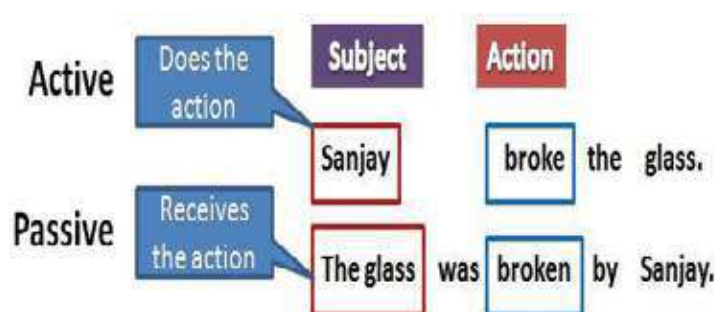 Subject Action
Active
Does the
action
Sanjay broke the glass.
Passive
Receives
the action
The glass was broken by Sanjay.